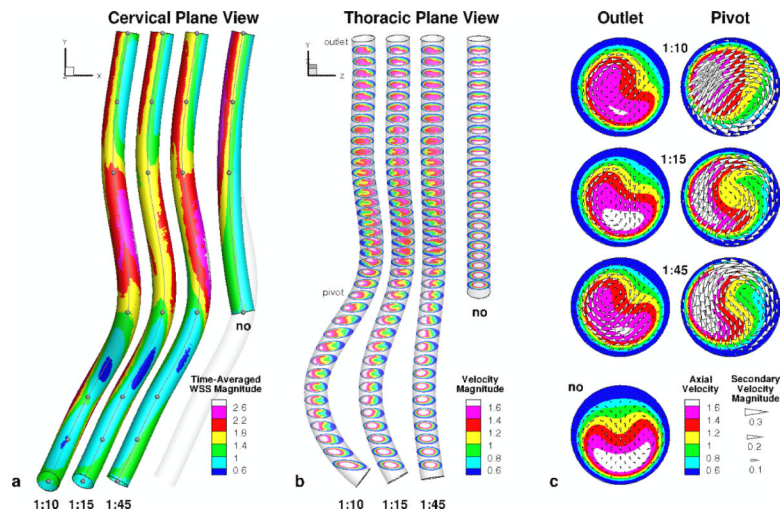 Cervical Plane View
Y
Z
X
no
Time-Averaged
WSS Magnitude
2.6
2.2
1.8
1.4
1
0.6
a
1:10 1:15 1:45
Thoracic Plane View
outlet
Y
X
Z
pivot
no
Velocity
Magnitude
1.6
1.4
1.2
1
0.8
0.6
b
1:10 1:15 1:45
Outlet Pivot
1:10
1:15
1:45
no
Axial
Velocity
1.6
1.4
1.2
1
0.8
0.6
Secondary
Velocity
Magnitude
0.3
0.2
0.1
c